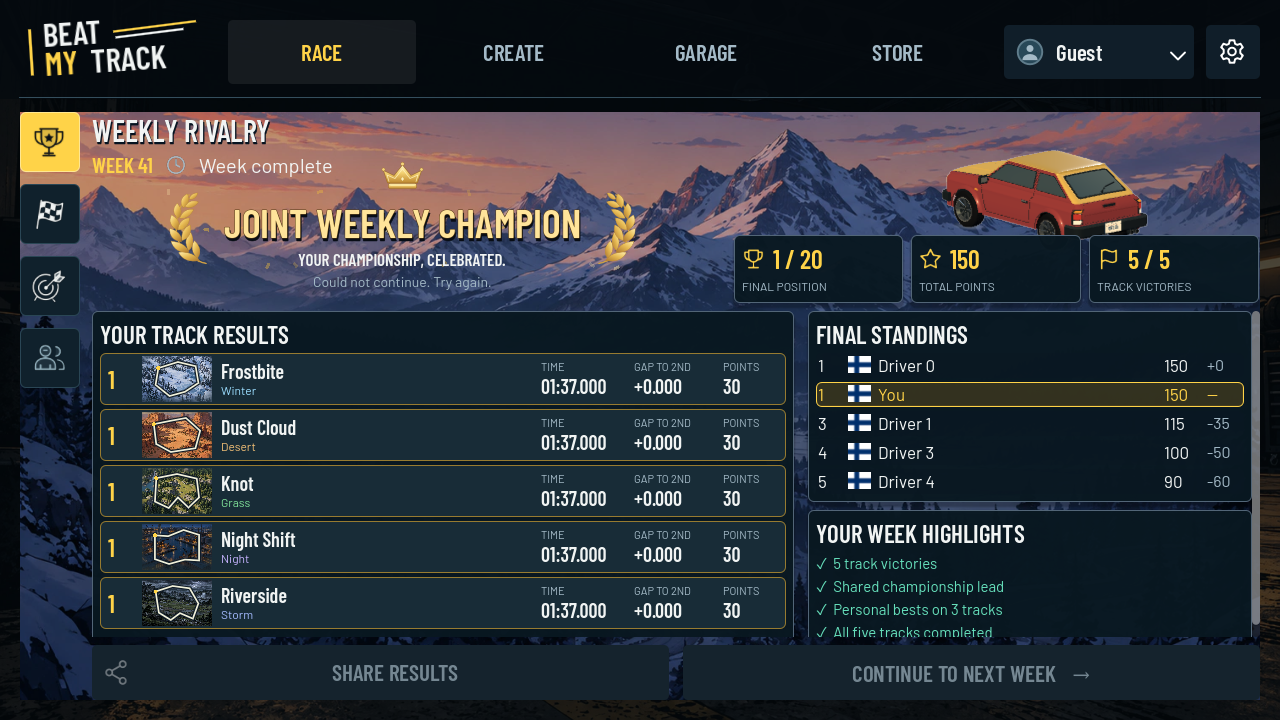 BEAT
MY TRACK
RACE
CREATE
GARAGE
STORE
Guest
WEEKLY RIVALRY
WEEK 41 Week complete
JOINT WEEKLY CHAMPION
YOUR CHAMPIONSHIP, CELEBRATED.
Could not continue. Try again.
1 / 20
FINAL POSITION
150
TOTAL POINTS
5 / 5
TRACK VICTORIES
YOUR TRACK RESULTS
1 Frostbite Winter TIME 01:37.000 GAP TO 2ND +0.000 POINTS 30
1 Dust Cloud Desert TIME 01:37.000 GAP TO 2ND +0.000 POINTS 30
1 Knot Grass TIME 01:37.000 GAP TO 2ND +0.000 POINTS 30
1 Night Shift Night TIME 01:37.000 GAP TO 2ND +0.000 POINTS 30
1 Riverside Storm TIME 01:37.000 GAP TO 2ND +0.000 POINTS 30
FINAL STANDINGS
1 Driver 0 150 +0
1 You 150 –
3 Driver 1 115 -35
4 Driver 3 100 -50
5 Driver 4 90 -60
YOUR WEEK HIGHLIGHTS
✓ 5 track victories
✓ Shared championship lead
✓ Personal bests on 3 tracks
✓ All five tracks completed
SHARE RESULTS
CONTINUE TO NEXT WEEK →